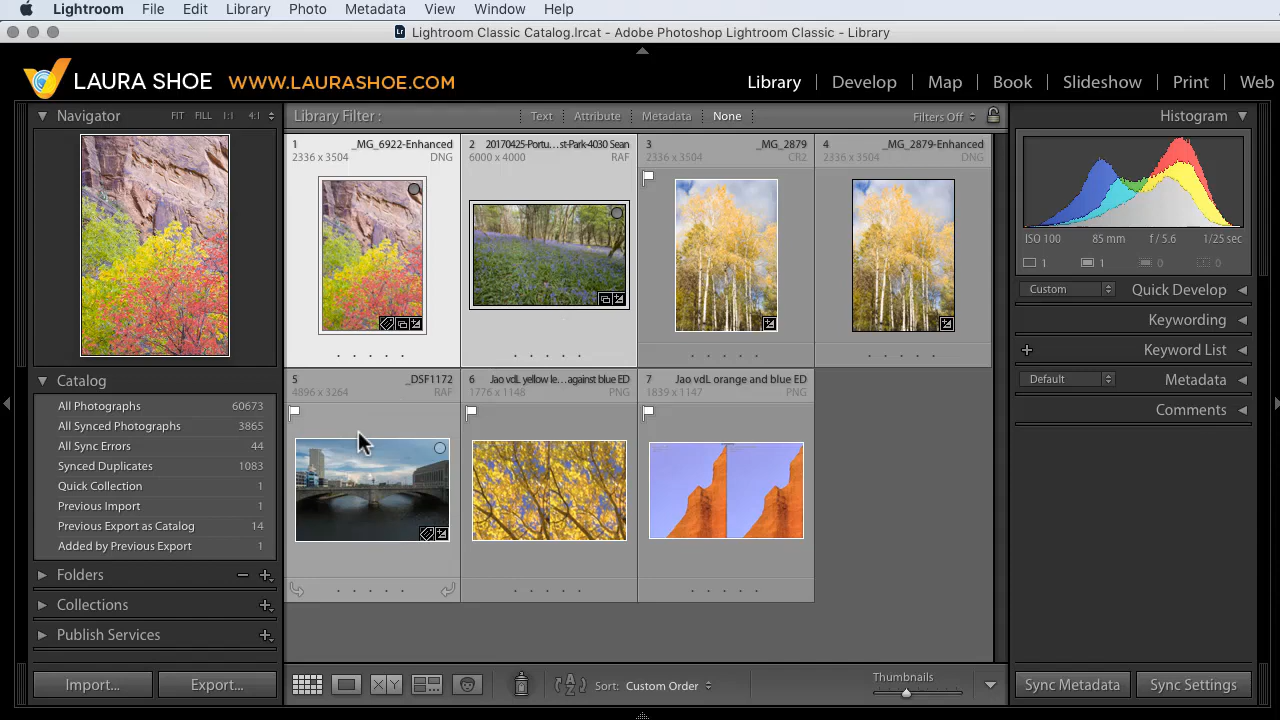 Lightroom File Edit Library Photo Metadata View Window Help
Lr Lightroom Classic Catalog.lrcat - Adobe Photoshop Lightroom Classic - Library
LAURA SHOE WWW.LAURASHOE.COM
Library | Develop | Map | Book | Slideshow | Print | Web
Navigator FIT FILL 1:1 4:1
Catalog
All Photographs 60673
All Synced Photographs 3865
All Sync Errors 44
Synced Duplicates 1083
Quick Collection 1
Previous Import 1
Previous Export as Catalog 14
Added by Previous Export 1
Folders
Collections
Publish Services
Import... Export...
Library Filter : Text Attribute Metadata None Filters Off
1 _MG_6922-Enhanced
2336 x 3504 DNG
2 20170425-Portu...st-Park-4030 Sean
6000 x 4000 RAF
3 _MG_2879
2336 x 3504 CR2
4 _MG_2879-Enhanced
2336 x 3504 DNG
5 _DSF1172
4896 x 3264 RAF
6 Jao vdL yellow le...against blue ED
1776 x 1148 PNG
7 Jao vdL orange and blue ED
1839 x 1147 PNG
XY Sort: Custom Order Thumbnails
Histogram
ISO 100 85 mm f / 5.6 1/25 sec
1 1 0 0
Custom Quick Develop
Keywording
Keyword List
Default Metadata
Comments
Sync Metadata Sync Settings